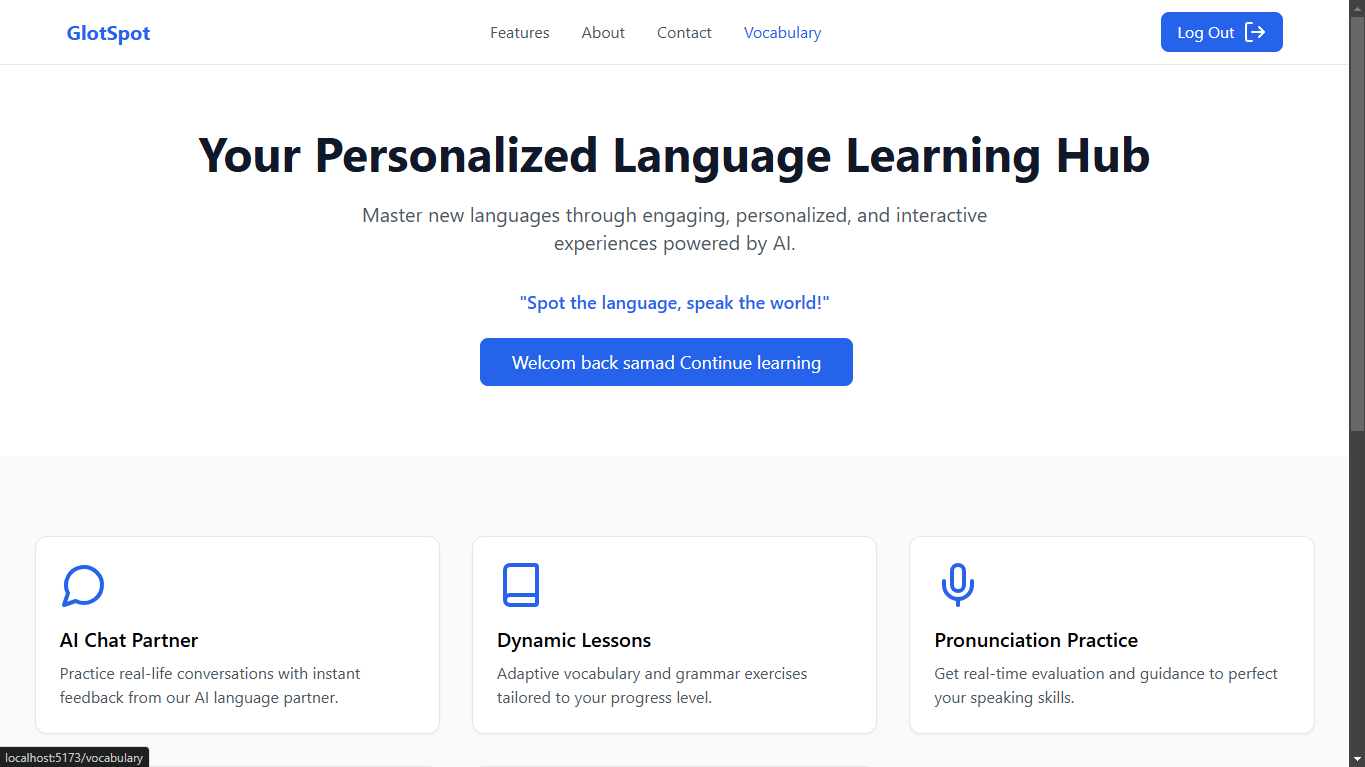 GlotSpot
Features
About
Contact
Vocabulary
Log Out
Your Personalized Language Learning Hub
Master new languages through engaging, personalized, and interactive
experiences powered by AI.
"Spot the language, speak the world!"
Welcom back samad Continue learning
AI Chat Partner
Practice real-life conversations with instant
feedback from our AI language partner.
Dynamic Lessons
Adaptive vocabulary and grammar exercises
tailored to your progress level.
Pronunciation Practice
Get real-time evaluation and guidance to perfect
your speaking skills.
localhost:5173/vocabulary